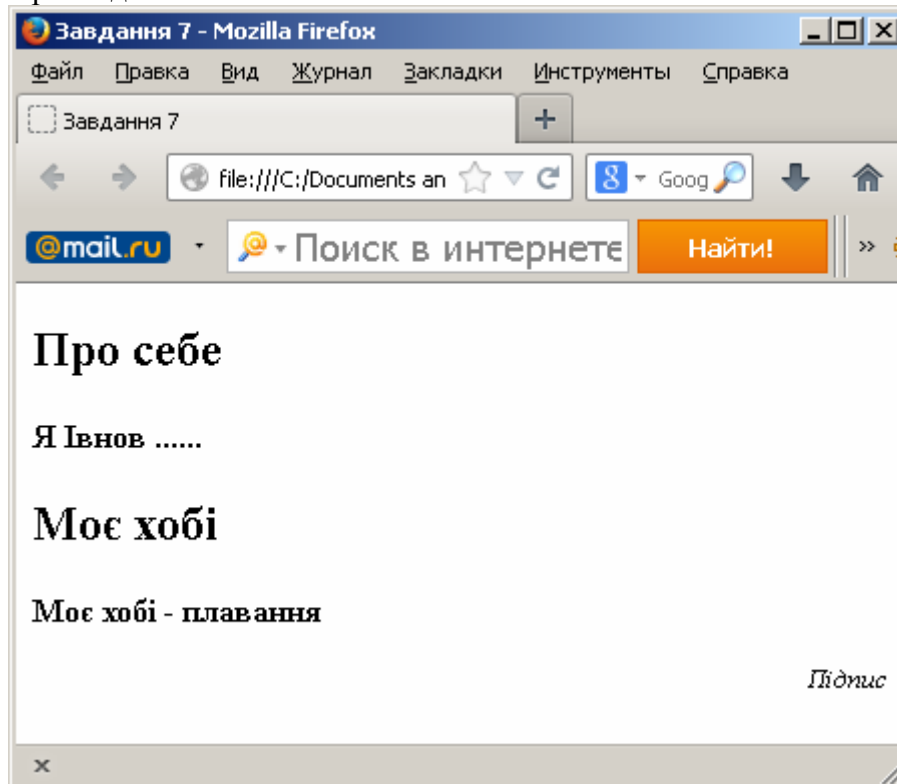 Завдання 7 - Mozilla Firefox
Файл Правка Вид Журнал Закладки Инструменты Справка
Завдання 7
file:///C:/Documents an Goog
@mail.ru Поиск в интернете Найти!
Про себе
Я Івнов ......
Моє хобі
Моє хобі - плавання
Підпис